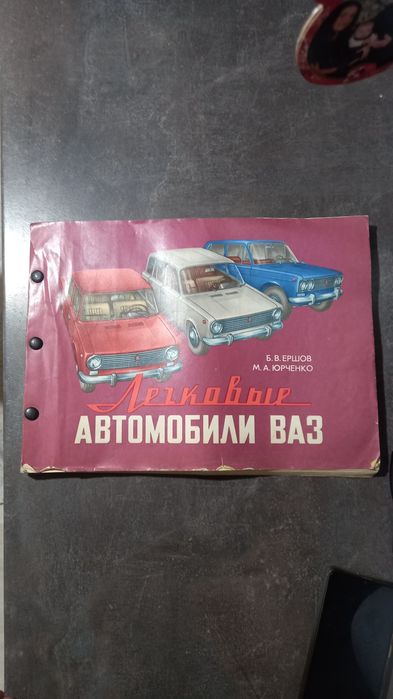 Б. В. ЕРШОВ
М. А. ЮРЧЕНКО
Легковые
АВТОМОБИЛИ ВАЗ